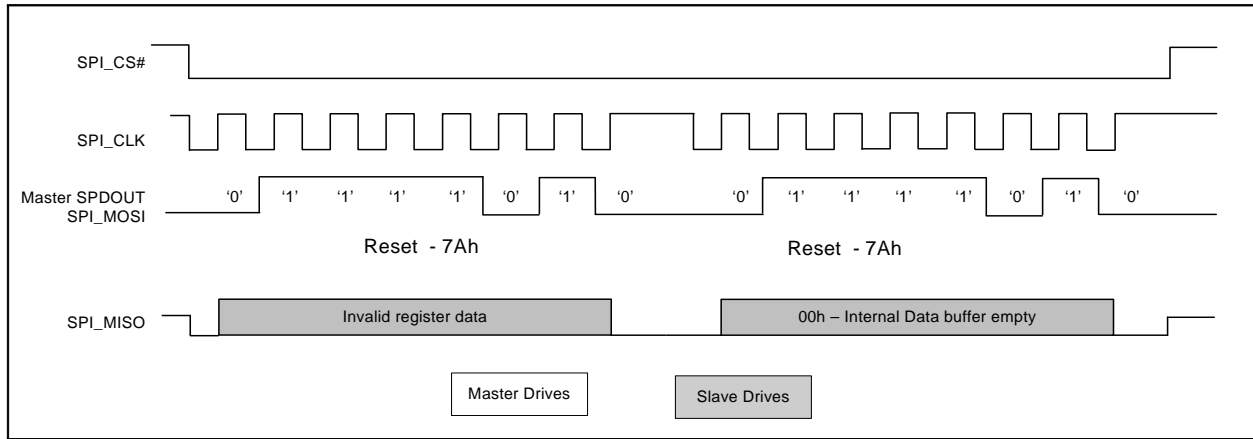 SPI_CS#
SPI_CLK
Master SPDOUT
SPI_MOSI
‘0’ ‘1’ ‘1’ ‘1’ ‘1’ ‘0’ ‘1’ ‘0’ ‘0’ ‘1’ ‘1’ ‘1’ ‘1’ ‘0’ ‘1’ ‘0’
Reset - 7Ah
Reset - 7Ah
SPI_MISO
Invalid register data
00h – Internal Data buffer empty
Master Drives
Slave Drives